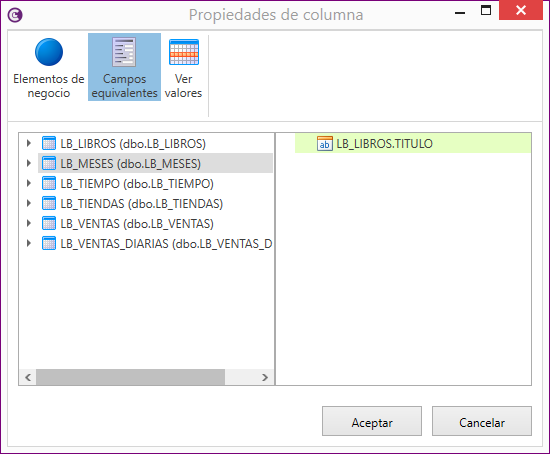 Propiedades de columna
Elementos de
negocio
Campos
equivalentes
Ver
valores
LB_LIBROS (dbo.LB_LIBROS)
LB_MESES (dbo.LB_MESES)
LB_TIEMPO (dbo.LB_TIEMPO)
LB_TIENDAS (dbo.LB_TIENDAS)
LB_VENTAS (dbo.LB_VENTAS)
LB_VENTAS_DIARIAS (dbo.LB_VENTAS_D
ab LB_LIBROS.TITULO
Aceptar
Cancelar